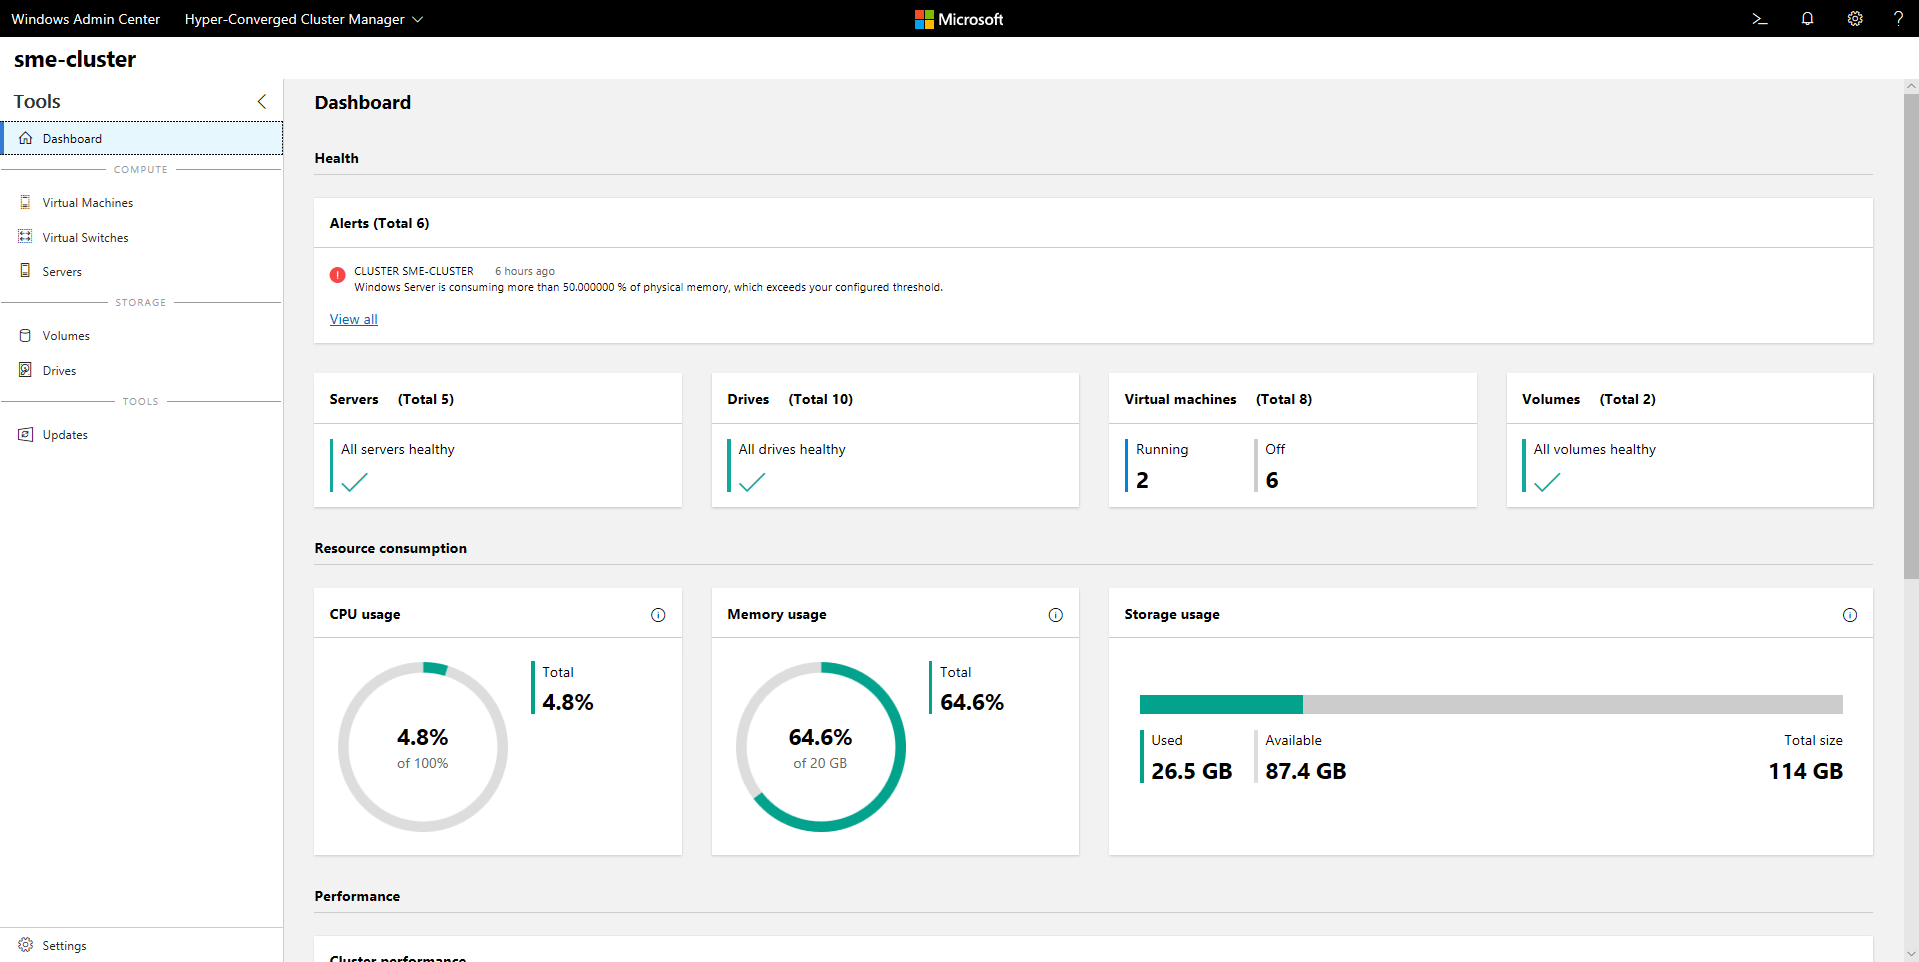 Windows Admin Center
Hyper-Converged Cluster Manager
Microsoft
sme-cluster
Tools
Dashboard
COMPUTE
Virtual Machines
Virtual Switches
Servers
STORAGE
Volumes
Drives
TOOLS
Updates
Settings
Dashboard
Health
Alerts (Total 6)
CLUSTER SME-CLUSTER 6 hours ago
Windows Server is consuming more than 50.000000 % of physical memory, which exceeds your configured threshold.
View all
Servers (Total 5)
All servers healthy
Drives (Total 10)
All drives healthy
Virtual machines (Total 8)
Running
2
Off
6
Volumes (Total 2)
All volumes healthy
Resource consumption
CPU usage
4.8%
of 100%
Total
4.8%
Memory usage
64.6%
of 20 GB
Total
64.6%
Storage usage
Used
26.5 GB
Available
87.4 GB
Total size
114 GB
Performance
Cluster performance